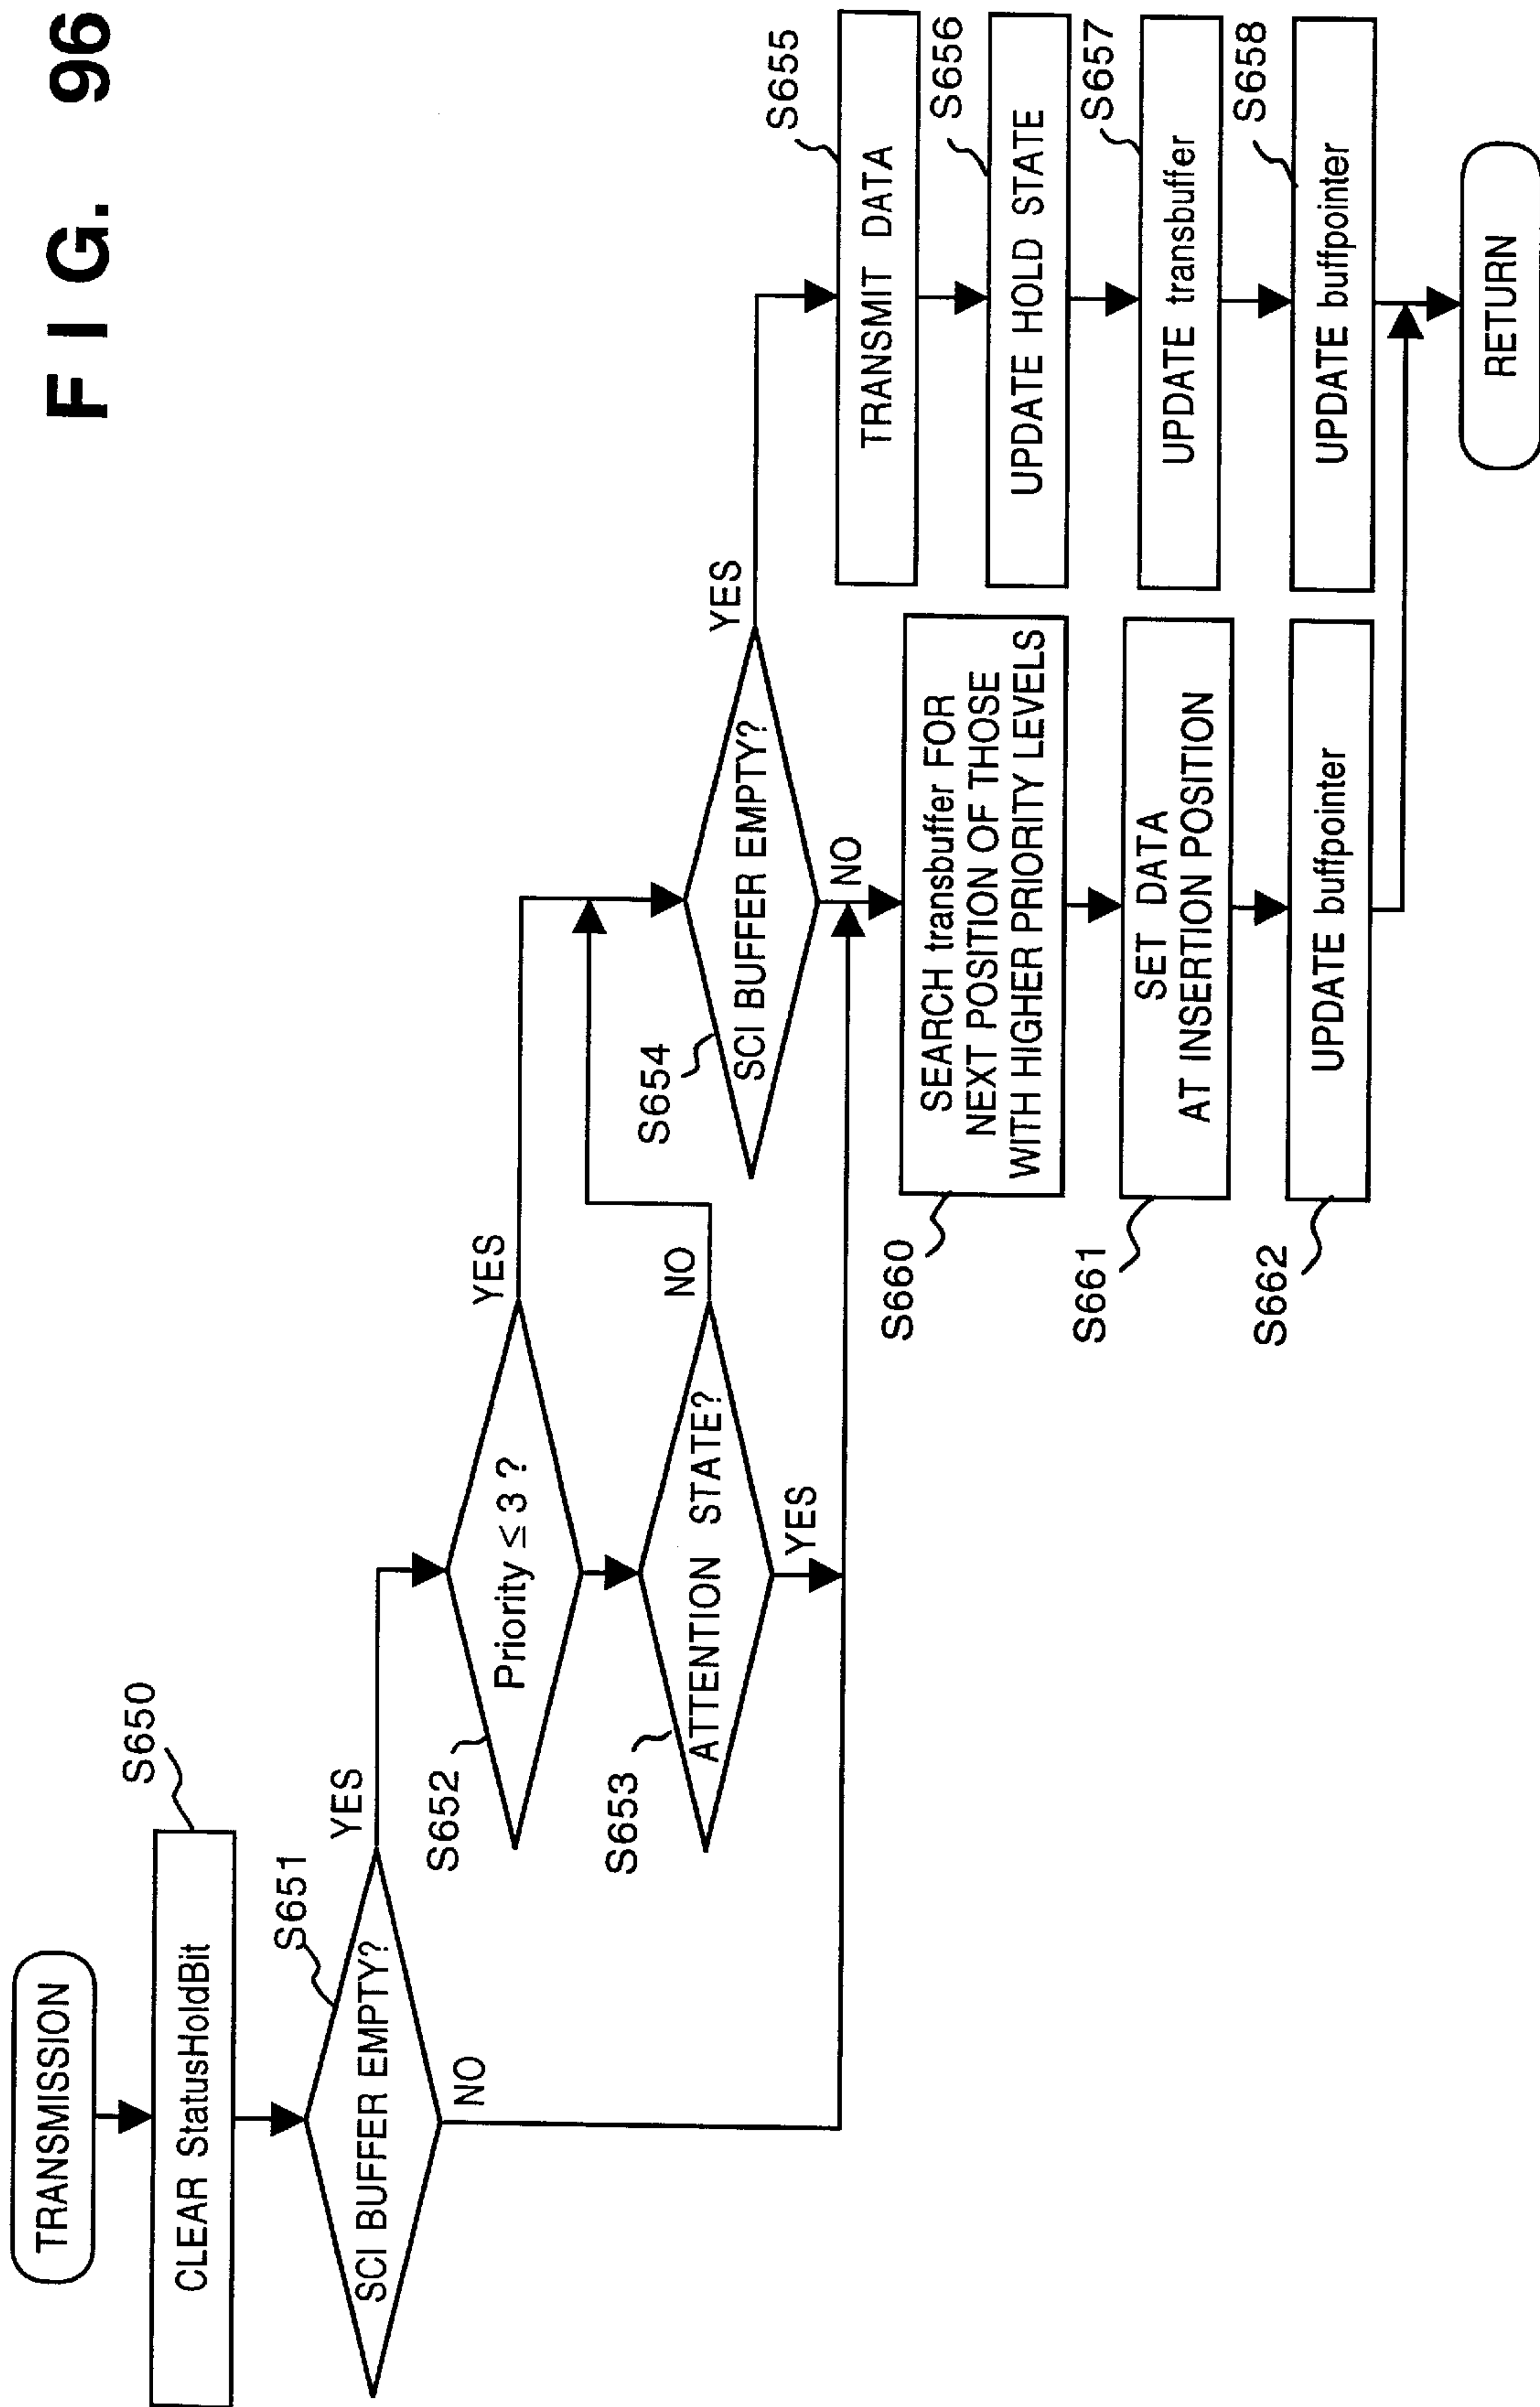 FIG. 96
TRANSMISSION
S650
CLEAR StatusHoldBit
S651
SCI BUFFER EMPTY?
YES
NO
S652
Priority ≤ 3 ?
YES
S653
ATTENTION STATE?
NO
YES
S654
SCI BUFFER EMPTY?
YES
NO
S655
TRANSMIT DATA
S656
UPDATE HOLD STATE
S657
UPDATE transbuffer
S658
UPDATE buffpointer
S660
SEARCH transbuffer FOR
NEXT POSITION OF THOSE
WITH HIGHER PRIORITY LEVELS
S661
SET DATA
AT INSERTION POSITION
S662
UPDATE buffpointer
RETURN